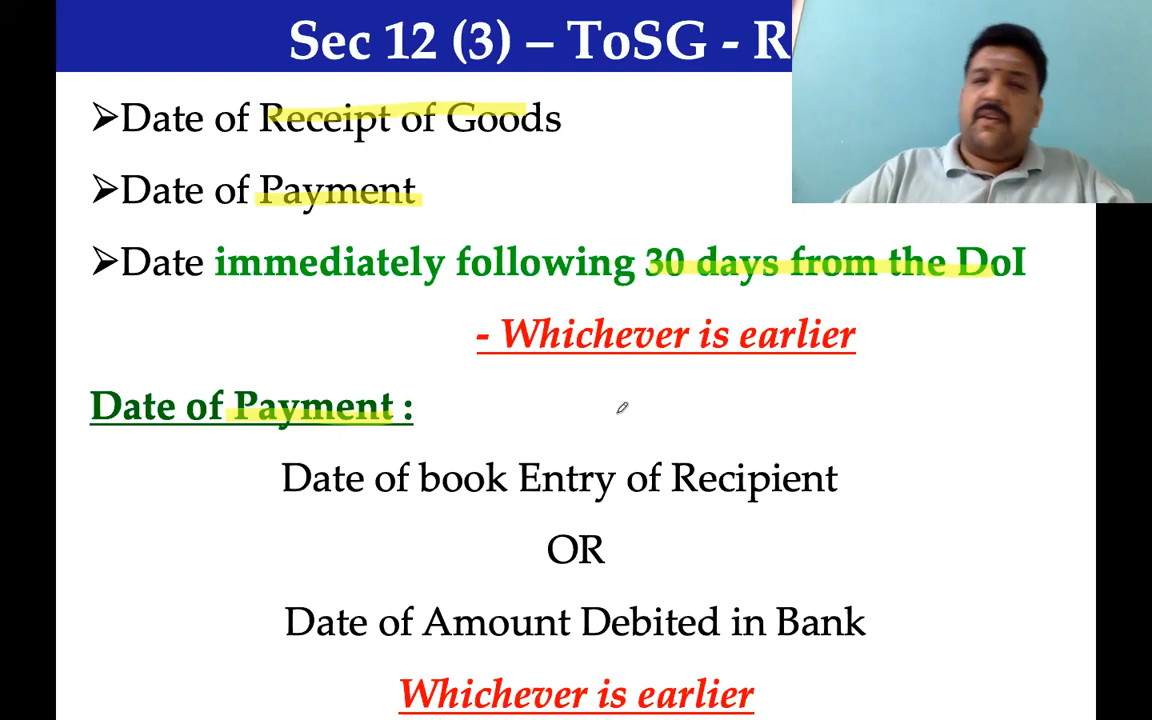 Sec 12 (3) – ToSG - R
➢Date of Receipt of Goods
➢Date of Payment
➢Date immediately following 30 days from the DoI
- Whichever is earlier
Date of Payment :
Date of book Entry of Recipient
OR
Date of Amount Debited in Bank
Whichever is earlier